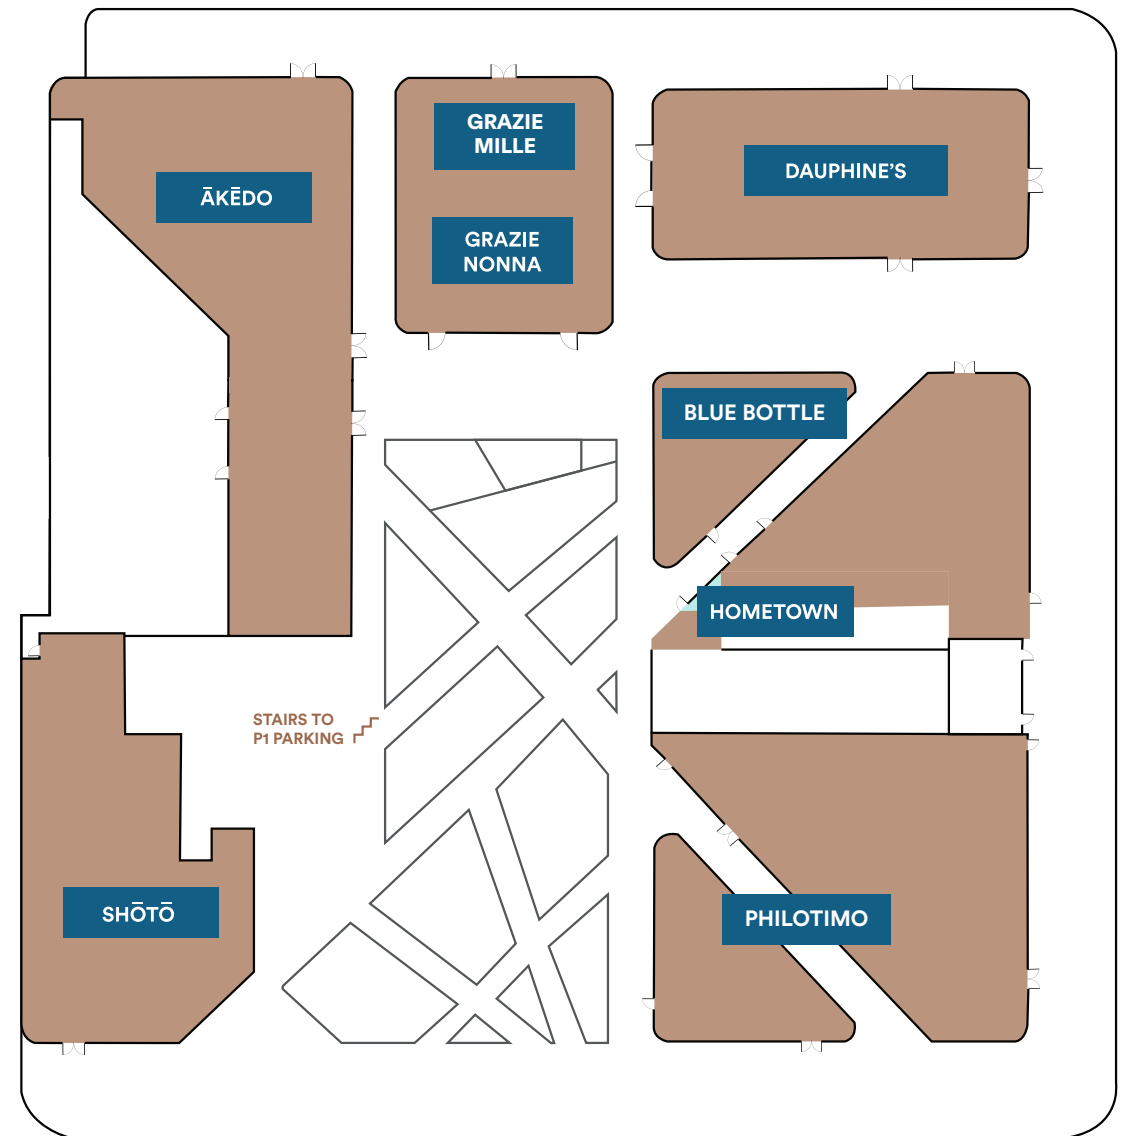 GRAZIE
MILLE
DAUPHINE’S
ĀKĒDO
GRAZIE
NONNA
BLUE BOTTLE
HOMETOWN
STAIRS TO
P1 PARKING
SHŌTŌ
PHILOTIMO